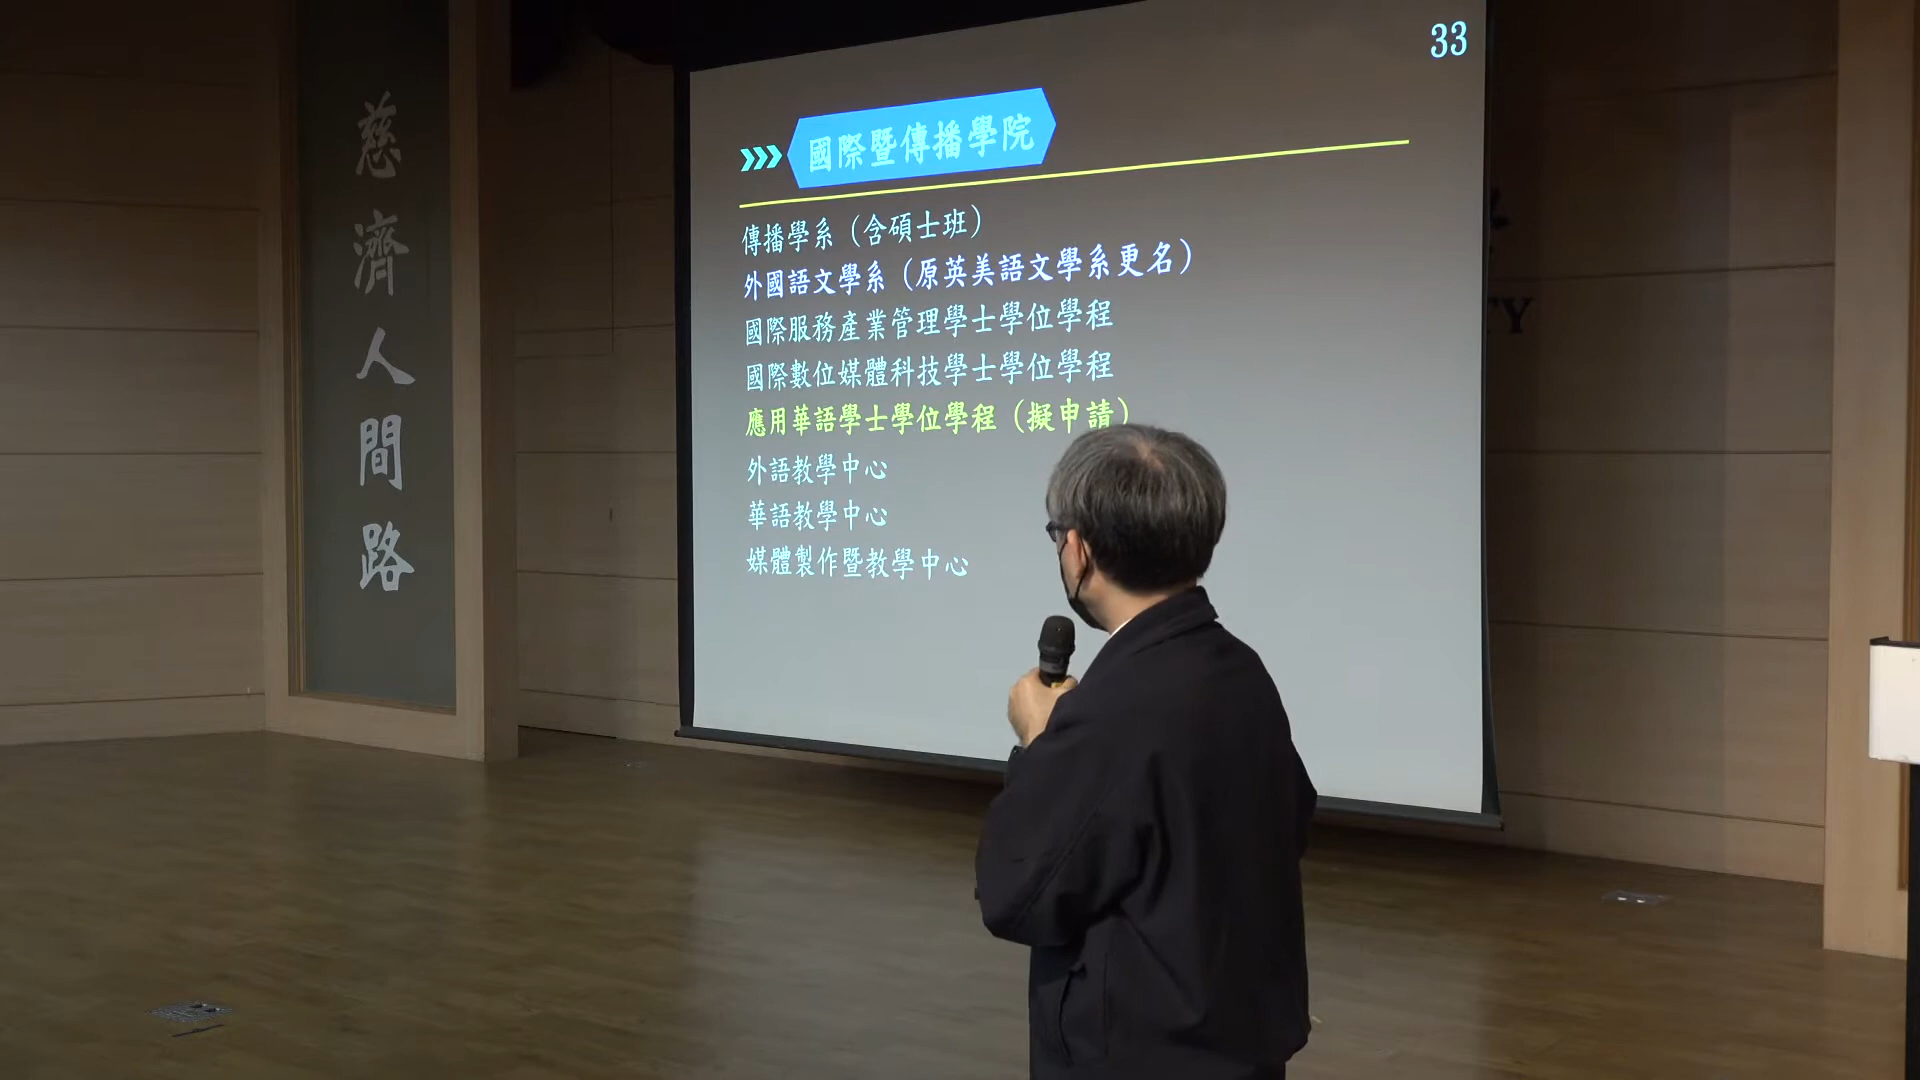 慈濟人間路
33
國際暨傳播學院
傳播學系（含碩士班）
外國語文學系（原英美語文學系更名）
國際服務產業管理學士學位學程
國際數位媒體科技學士學位學程
應用華語學士學位學程（擬申請）
外語教學中心
華語教學中心
媒體製作暨教學中心
TY